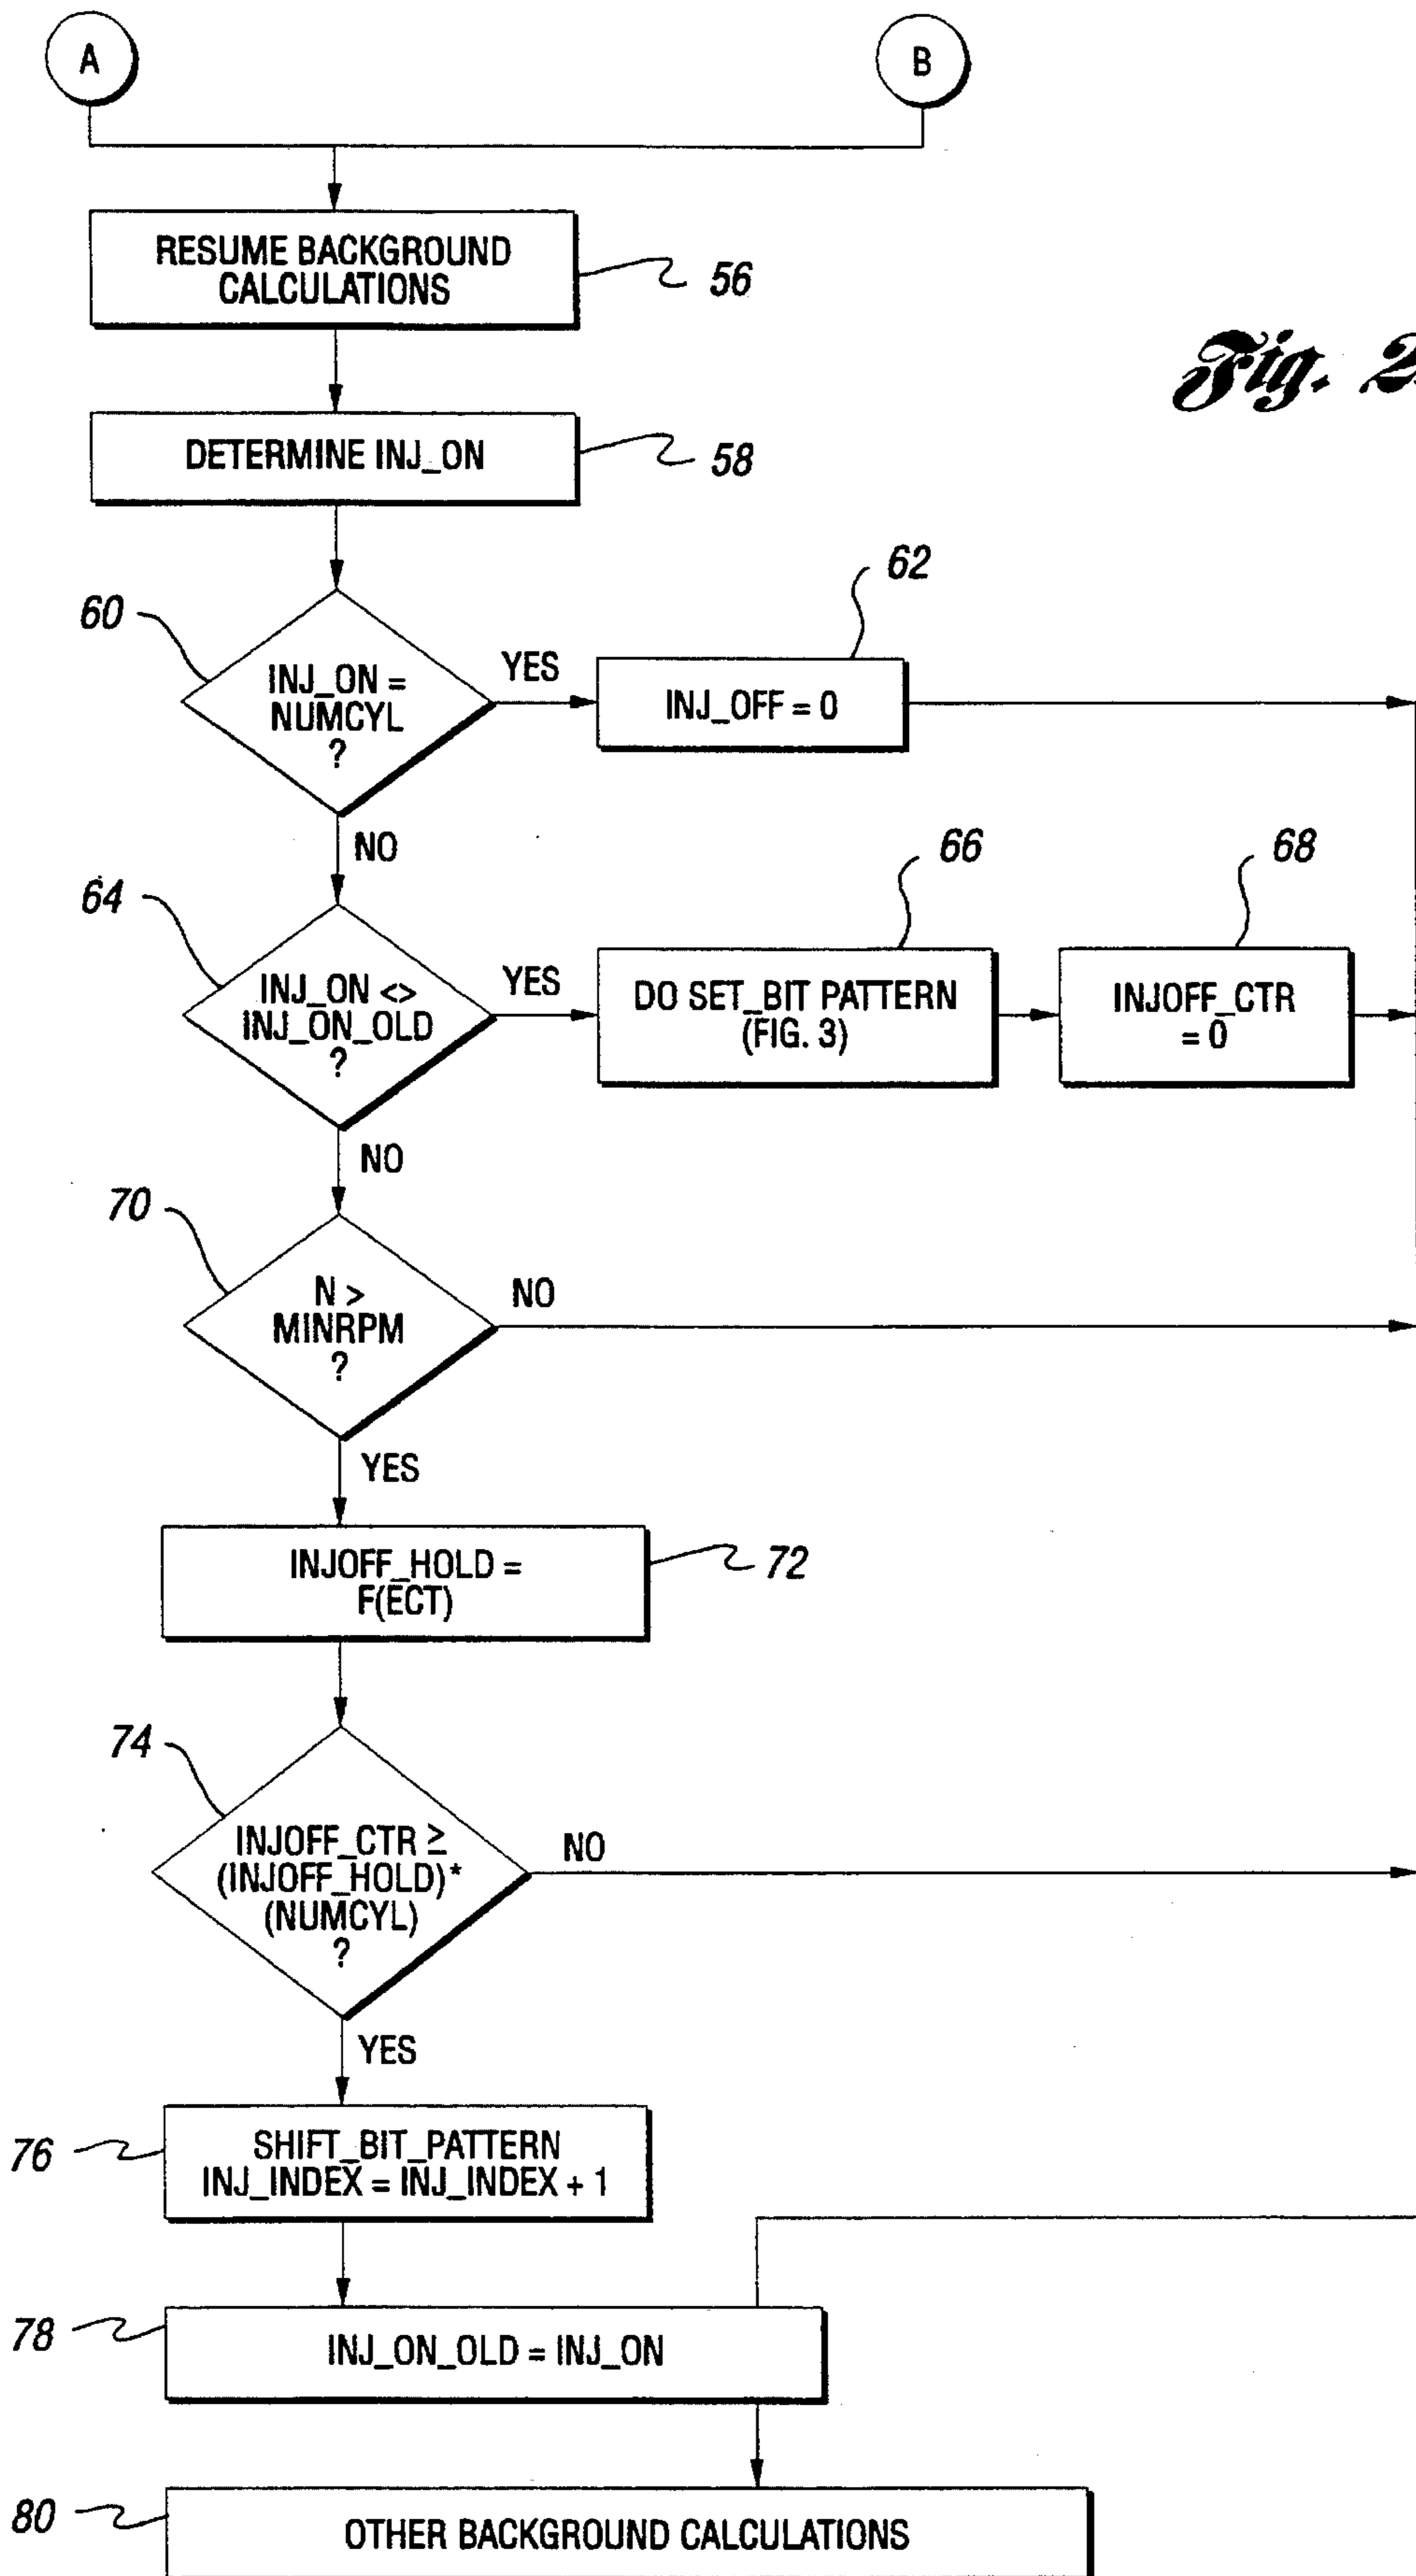 A
B
RESUME BACKGROUND
CALCULATIONS
56
Fig. 2
DETERMINE INJ_ON
58
60
INJ_ON =
NUMCYL
?
YES
62
INJ_OFF = 0
NO
64
INJ_ON <>
INJ_ON_OLD
?
YES
66
DO SET_BIT PATTERN
(FIG. 3)
68
INJOFF_CTR
= 0
NO
70
N >
MINRPM
?
NO
YES
INJOFF_HOLD =
F(ECT)
72
74
INJOFF_CTR ≥
(INJOFF_HOLD)*
(NUMCYL)
?
NO
YES
76
SHIFT_BIT_PATTERN
INJ_INDEX = INJ_INDEX + 1
78
INJ_ON_OLD = INJ_ON
80
OTHER BACKGROUND CALCULATIONS